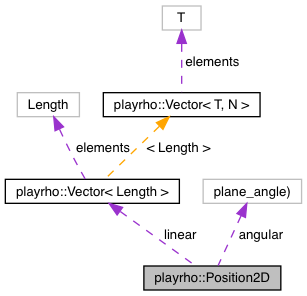 T
elements
Length
playrho::Vector< T, N >
elements
< Length >
playrho::Vector< Length >
plane_angle)
linear
angular
playrho::Position2D